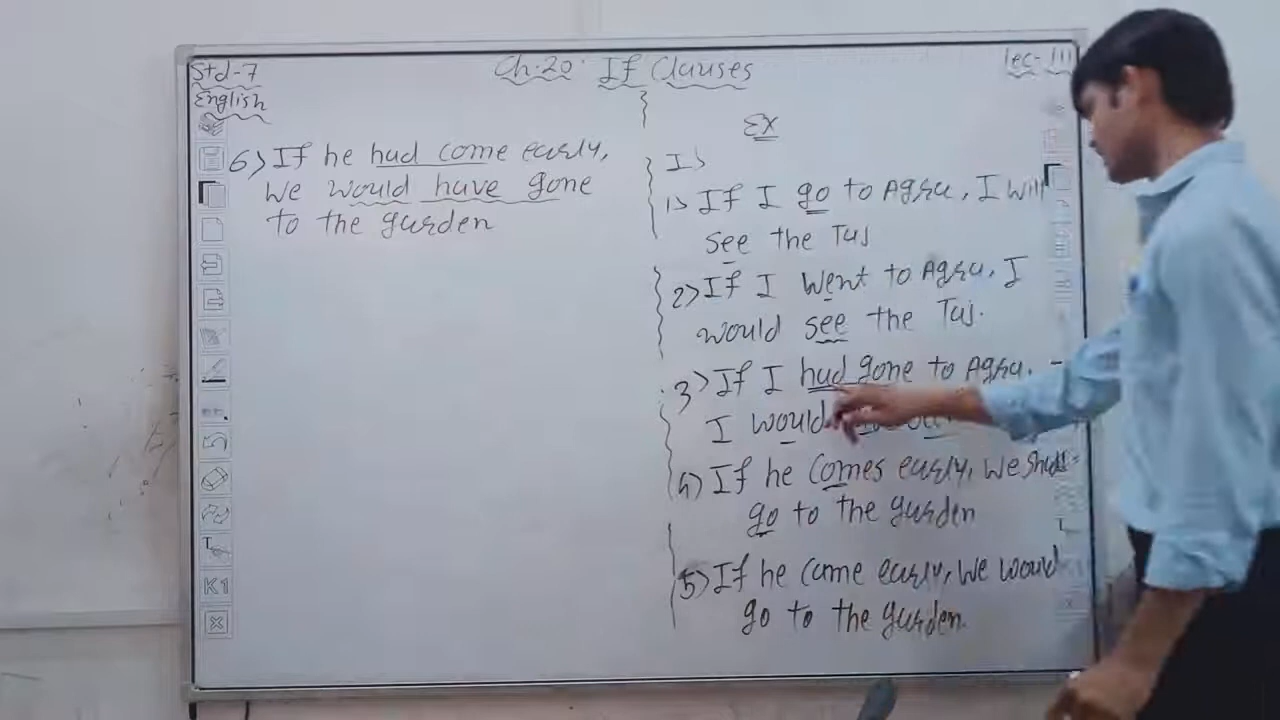 Std-7
English
Ch.20. If Clauses
Lec-
6) If he had come early,
we would have gone
to the garden
Ex
I)
1) If I go to Agra, I will
see the Taj
2) If I went to Agra, I
would see the Taj.
3) If I had gone to Agra.
I would
4) If he comes early, we shall
go to the garden
5) If he came early, we would
go to the garden.
T
K1